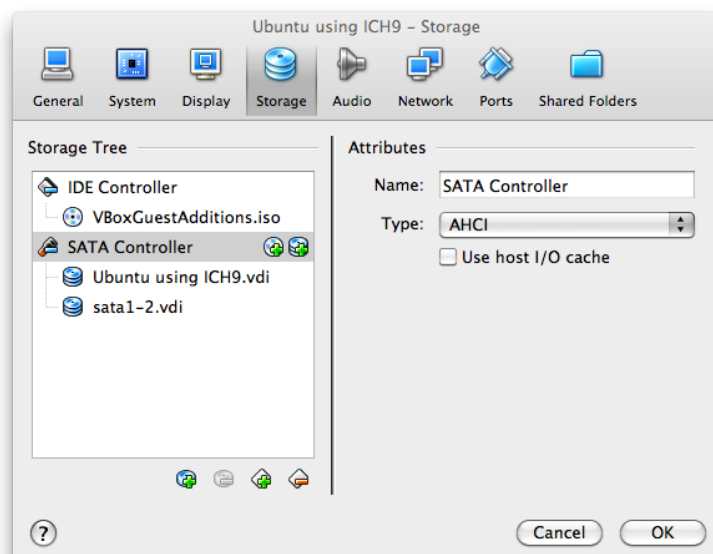 Ubuntu using ICH9 – Storage
General System Display Storage Audio Network Ports Shared Folders
Storage Tree
IDE Controller
VBoxGuestAdditions.iso
SATA Controller
Ubuntu using ICH9.vdi
sata1-2.vdi
Attributes
Name: SATA Controller
Type: AHCI
Use host I/O cache
?
Cancel OK